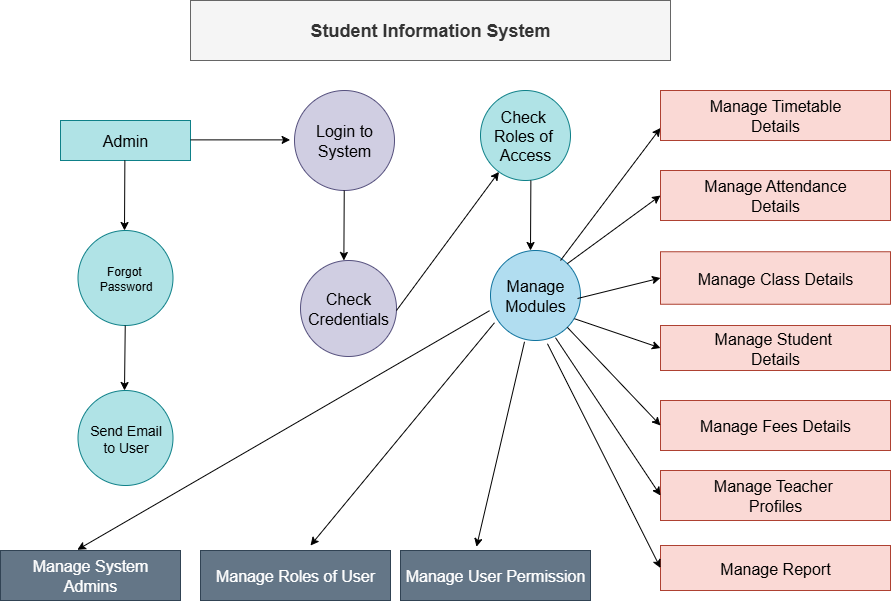 Student Information System
Admin
Login to
System
Check
Roles of
Access
Manage Timetable
Details
Manage Attendance
Details
Forgot
Password
Check
Credentials
Manage
Modules
Manage Class Details
Manage Student
Details
Send Email
to User
Manage Fees Details
Manage Teacher
Profiles
Manage System
Admins
Manage Roles of User
Manage User Permission
Manage Report